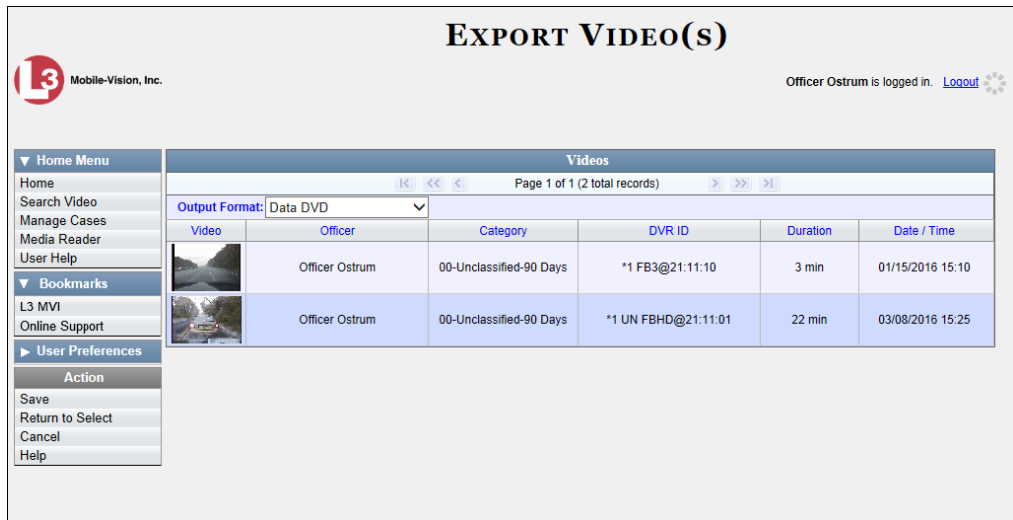 EXPORT VIDEO(S)
L3 Mobile-Vision, Inc.
Officer Ostrum is logged in. Logout
▼ Home Menu
Home
Search Video
Manage Cases
Media Reader
User Help
▼ Bookmarks
L3 MVI
Online Support
▶ User Preferences
Action
Save
Return to Select
Cancel
Help
Videos
|< << < Page 1 of 1 (2 total records) > >> >|
Output Format: Data DVD
Video Officer Category DVR ID Duration Date / Time
Officer Ostrum 00-Unclassified-90 Days *1 FB3@21:11:10 3 min 01/15/2016 15:10
Officer Ostrum 00-Unclassified-90 Days *1 UN FBHD@21:11:01 22 min 03/08/2016 15:25